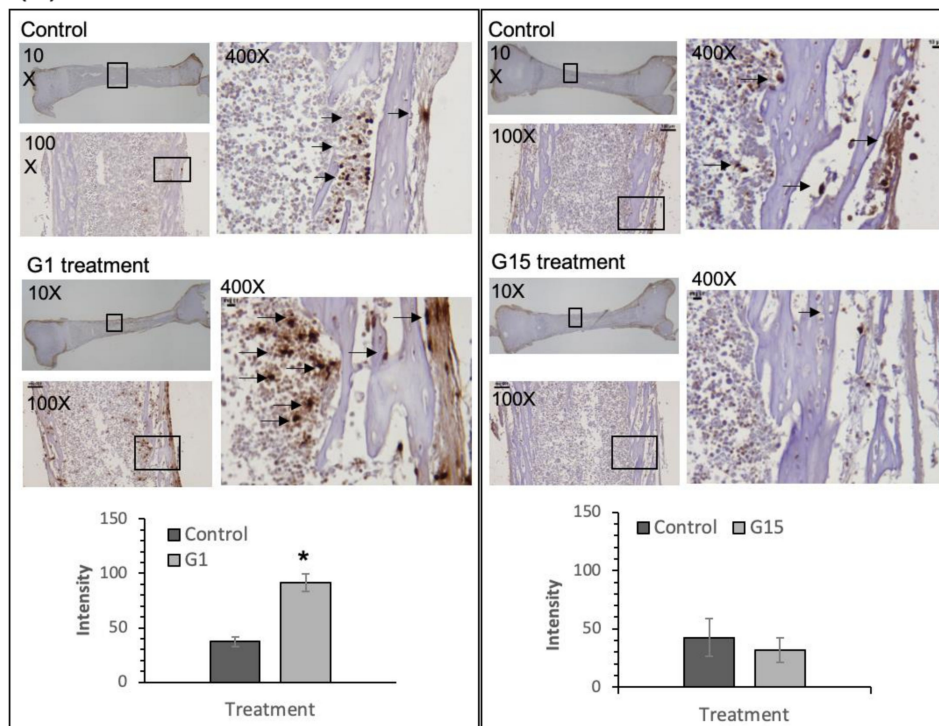 Control
10
X
400X
100
X
G1 treatment
10X
400X
100X
150
100
50
0
Intensity
Control
G1
*
Treatment
Control
10
X
400X
100X
G15 treatment
10X
400X
100X
150
100
50
0
Intensity
Control
G15
Treatment